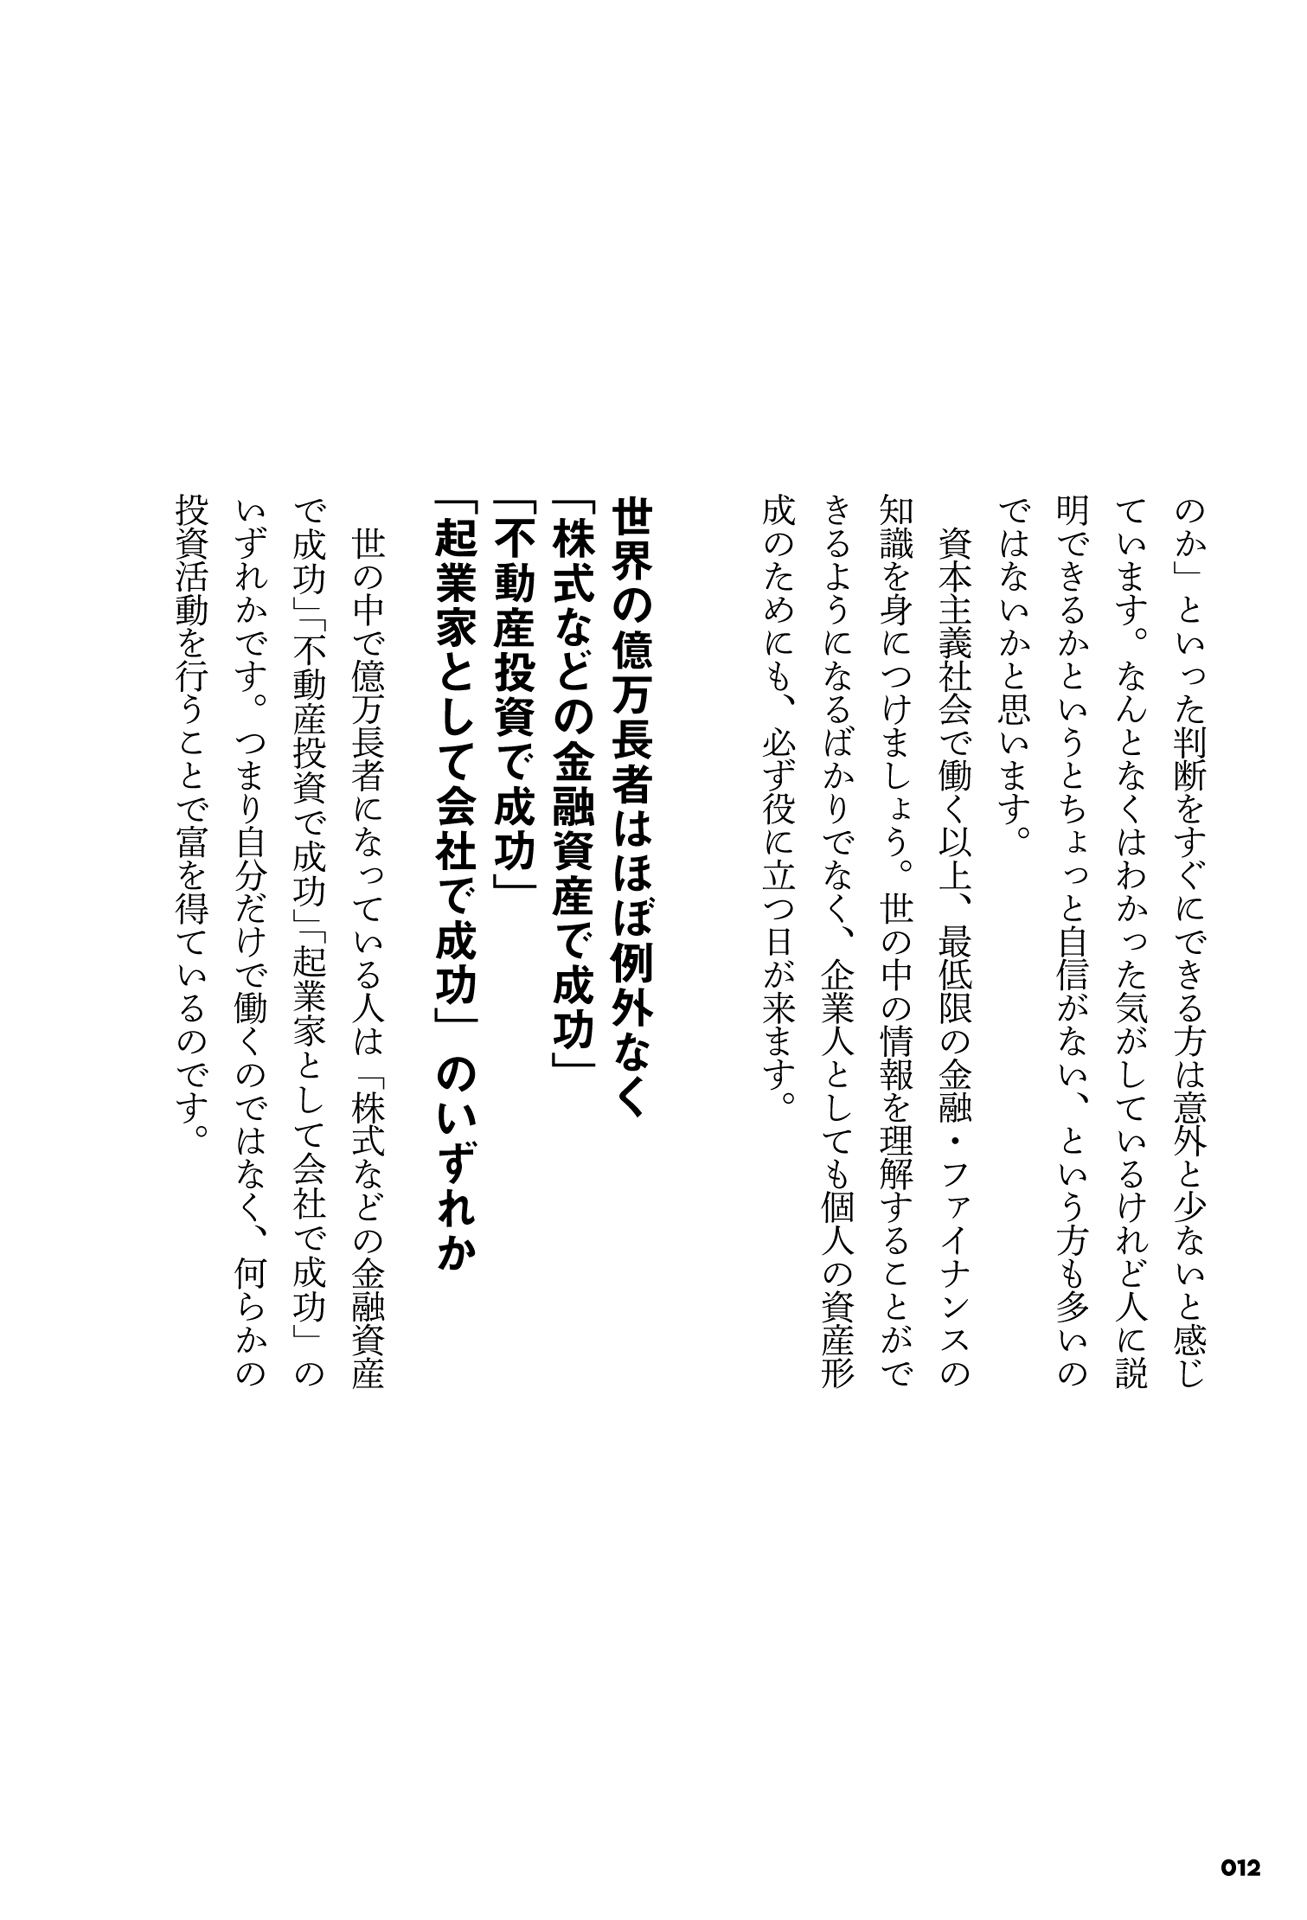 のか」といった判断をすぐにできる方は意外と少ないと感じ
ています。なんとなくはわかった気がしているけれど人に説
明できるかというとちょっと自信がない、という方も多いの
ではないかと思います。
　資本主義社会で働く以上、最低限の金融・ファイナンスの
知識を身につけましょう。世の中の情報を理解することがで
きるようになるばかりでなく、企業人としても個人の資産形
成のためにも、必ず役に立つ日が来ます。
世界の億万長者はほぼ例外なく
「株式などの金融資産で成功」
「不動産投資で成功」
「起業家として会社で成功」のいずれか
　世の中で億万長者になっている人は「株式などの金融資産
で成功」「不動産投資で成功」「起業家として会社で成功」の
いずれかです。つまり自分だけで働くのではなく、何らかの
投資活動を行うことで富を得ているのです。
012